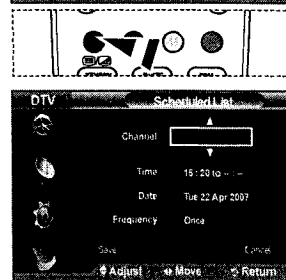 DTV
Scheduled List
Channel
Time 15:20 to -- : --
Date Tue 22 Apr 2007
Frequency Once
Save Cancel
Adjust Move Return